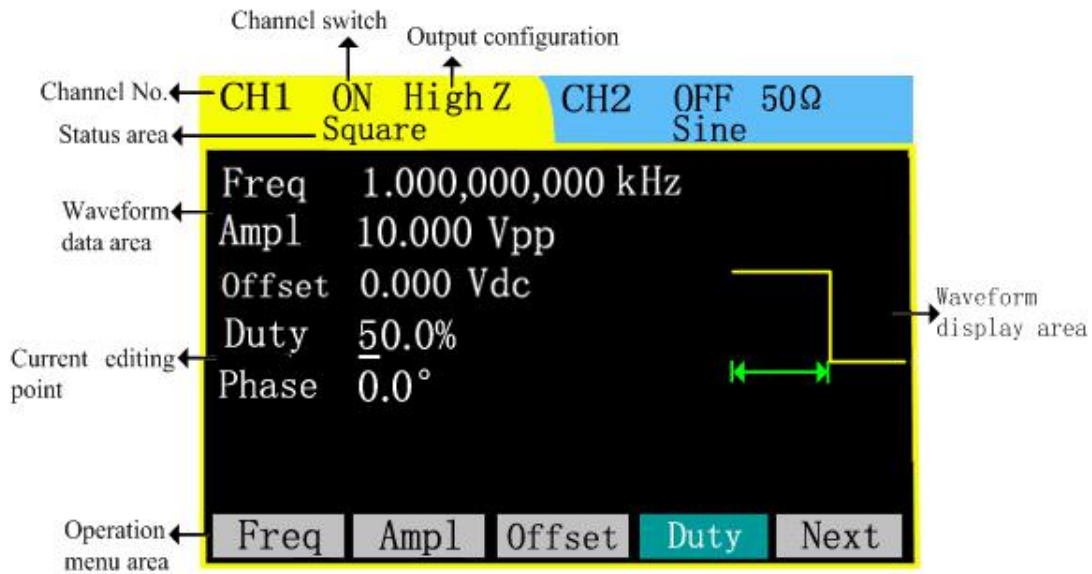 Channel switch
Output configuration
Channel No.
CH1 ON High Z CH2 OFF 50Ω
Status area
Square Sine
Freq 1.000,000,000 kHz
Waveform
data area
Ampl 10.000 Vpp
Offset 0.000 Vdc
Waveform
display area
Duty 50.0%
Current editing
point
Phase 0.0°
Operation
menu area
Freq Ampl Offset Duty Next